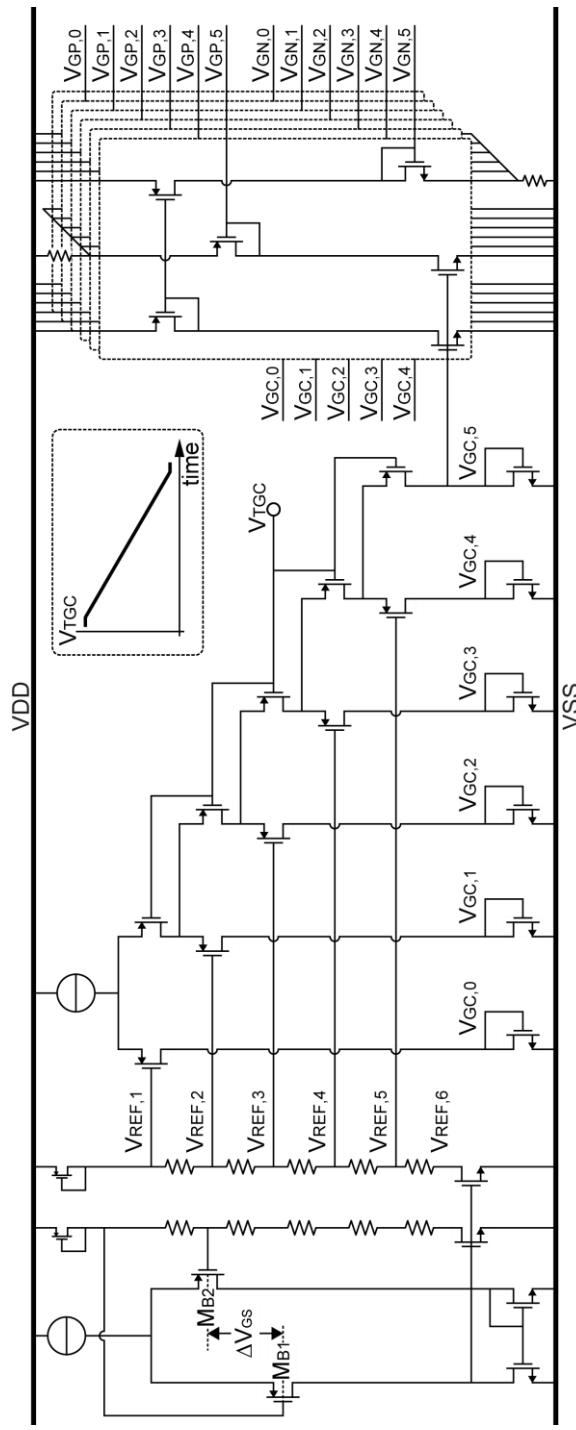 VDD
VGP,0
VGP,1
VGP,2
VGP,3
VGP,4
VGP,5
VGN,0
VGN,1
VGN,2
VGN,3
VGN,4
VGN,5
VGC,0
VGC,1
VGC,2
VGC,3
VGC,4
VTGC
time
VTGC
VGC,5
VGC,4
VGC,3
VGC,2
VGC,1
VGC,0
VREF,1
VREF,2
VREF,3
VREF,4
VREF,5
VREF,6
MB2
ΔVGS
MB1
VSS